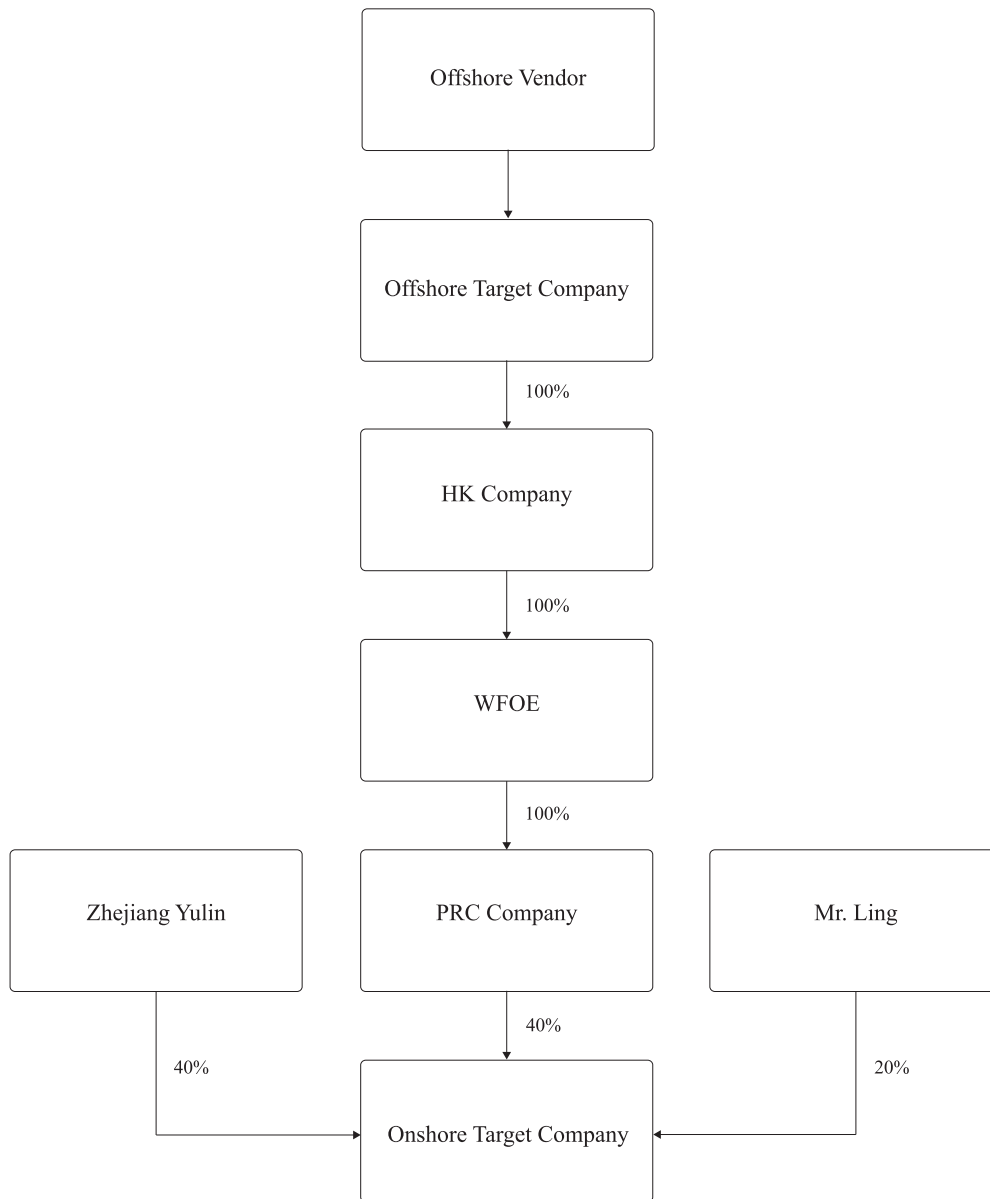 Offshore Vendor
Offshore Target Company
100%
HK Company
100%
WFOE
100%
Zhejiang Yulin
PRC Company
Mr. Ling
40%
40%
20%
Onshore Target Company